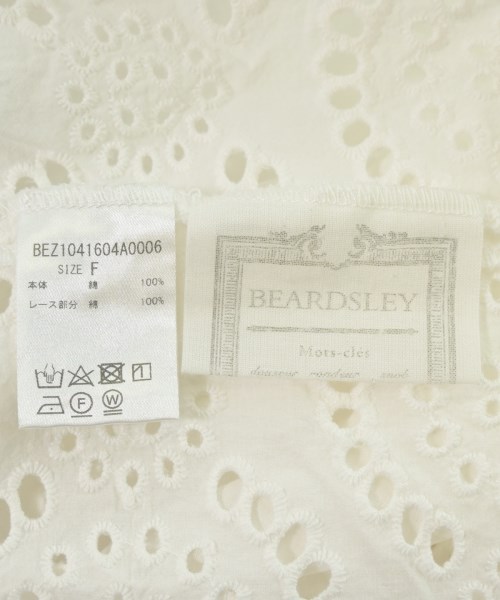 BEZ1041604A0006
SIZE F
本体 綿 100%
レース部分 綿 100%
F W
BEARDSLEY
Mots-clés